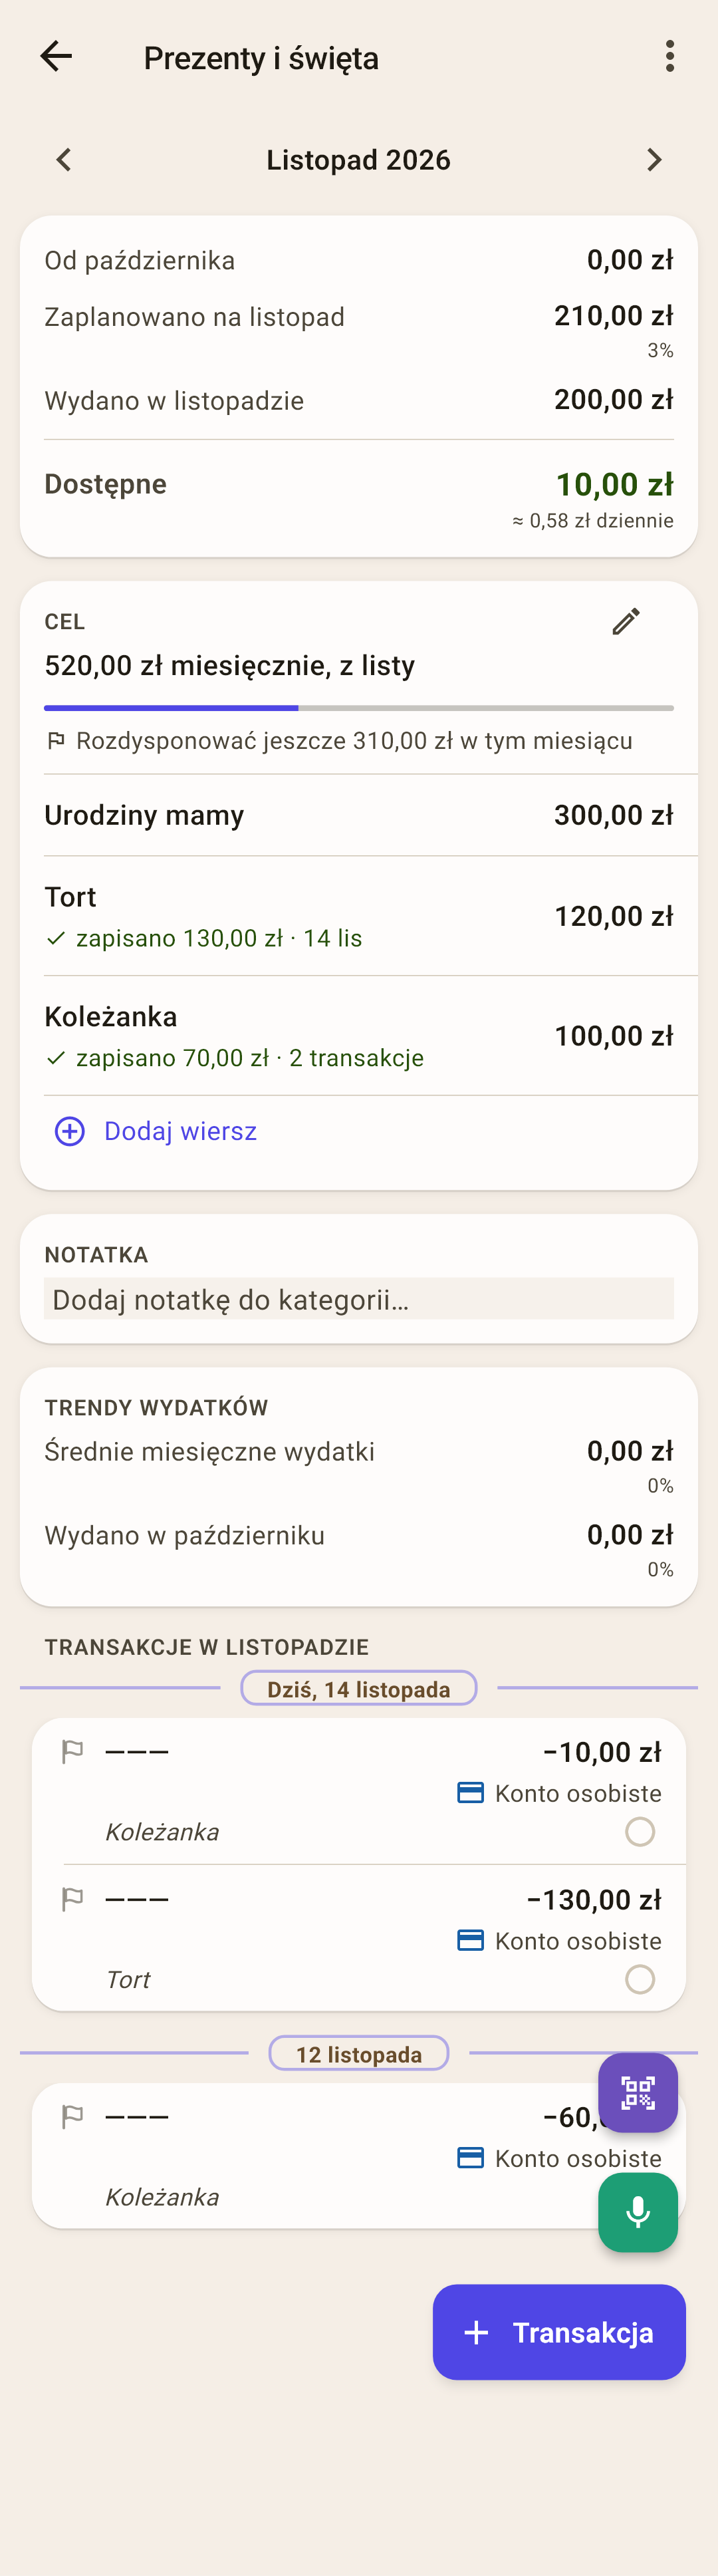 Prezenty i święta
Listopad 2026
Od października 0,00 zł
Zaplanowano na listopad 210,00 zł
3%
Wydano w listopadzie 200,00 zł
Dostępne 10,00 zł
≈ 0,58 zł dziennie
CEL
520,00 zł miesięcznie, z listy
Rozdysponować jeszcze 310,00 zł w tym miesiącu
Urodziny mamy 300,00 zł
Tort 120,00 zł
zapisano 130,00 zł · 14 lis
Koleżanka 100,00 zł
zapisano 70,00 zł · 2 transakcje
Dodaj wiersz
NOTATKA
Dodaj notatkę do kategorii…
TRENDY WYDATKÓW
Średnie miesięczne wydatki 0,00 zł
0%
Wydano w październiku 0,00 zł
0%
TRANSAKCJE W LISTOPADZIE
Dziś, 14 listopada
——— −10,00 zł
Konto osobiste
Koleżanka
——— −130,00 zł
Konto osobiste
Tort
12 listopada
——— −60,
Konto osobiste
Koleżanka
Transakcja